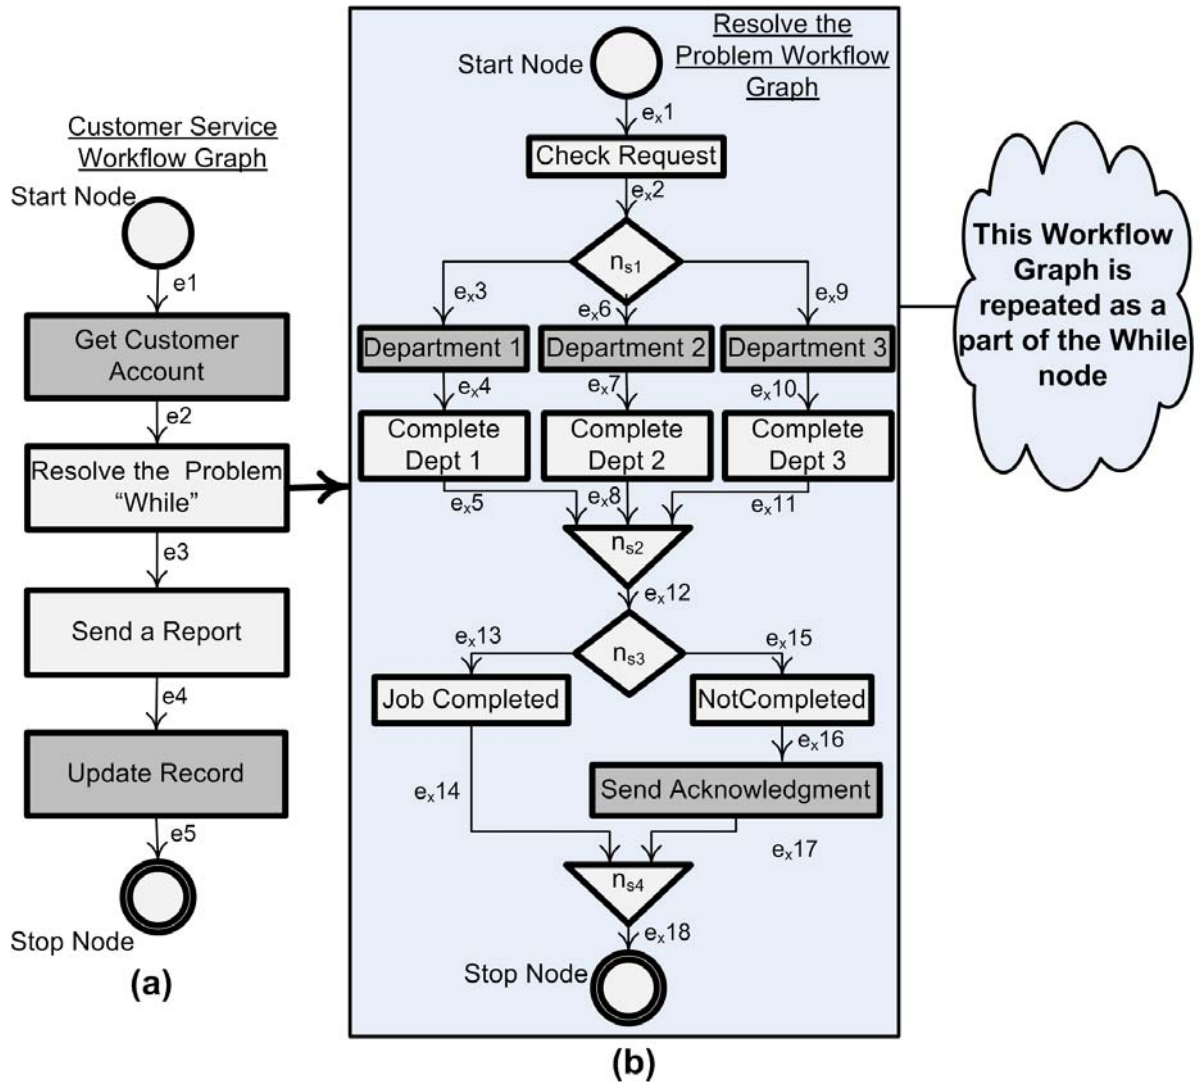 Customer Service
Workflow Graph
Start Node
e1
Get Customer
Account
e2
Resolve the Problem
“While”
e3
Send a Report
e4
Update Record
e5
Stop Node
(a)
Resolve the
Problem Workflow
Graph
Start Node
ex1
Check Request
ex2
ns1
ex3
ex6
ex9
Department 1
Department 2
Department 3
ex4
ex7
ex10
Complete
Dept 1
Complete
Dept 2
Complete
Dept 3
ex5
ex8
ex11
ns2
ex12
ns3
ex13
ex15
Job Completed
NotCompleted
ex16
Send Acknowledgment
ex14
ex17
ns4
ex18
Stop Node
(b)
This Workflow
Graph is
repeated as a
part of the While
node